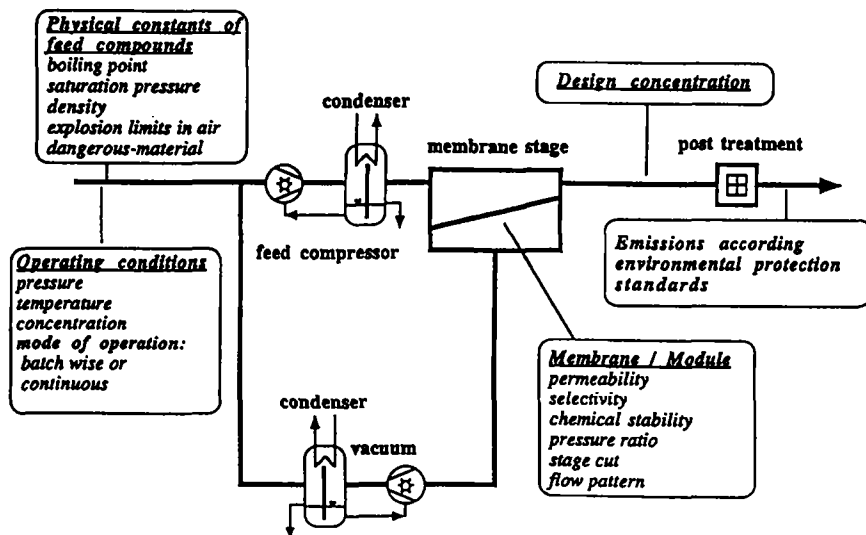 Physical constants of
feed compounds
boiling point
saturation pressure
density
explosion limits in air
dangerous-material
condenser
membrane stage
Design concentration
post treatment
feed compressor
Operating conditions
pressure
temperature
concentration
mode of operation:
batch wise or
continuous
Emissions according
environmental protection
standards
Membrane / Module
permeability
selectivity
chemical stability
pressure ratio
stage cut
flow pattern
condenser
vacuum